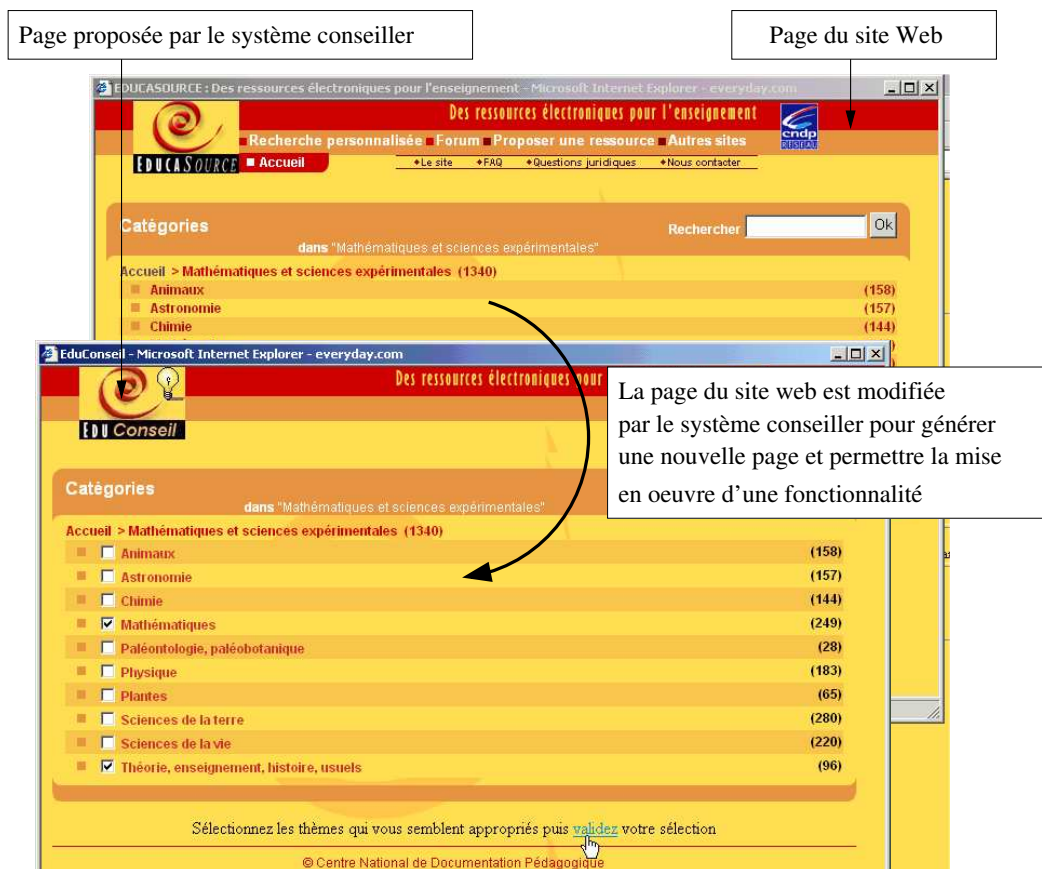 Page proposée par le système conseiller
Page du site Web
EDUCASOURCE : Des ressources électroniques pour l'enseignement - Microsoft Internet Explorer - everyday.com
Des ressources électroniques pour l'enseignement
cndp
RESEAU
Recherche personnalisée Forum Proposer une ressource Autres sites
EDUCASOURCE
Accueil
Le site FAQ Questions juridiques Nous contacter
Catégories
Rechercher Ok
dans "Mathématiques et sciences expérimentales"
Accueil > Mathématiques et sciences expérimentales (1340)
Animaux (158)
Astronomie (157)
Chimie (144)
EduConseil - Microsoft Internet Explorer - everyday.com
Des ressources électroniques pour
EDU Conseil
La page du site web est modifiée
par le système conseiller pour générer
une nouvelle page et permettre la mise
en oeuvre d'une fonctionnalité
Catégories
dans "Mathématiques et sciences expérimentales"
Accueil > Mathématiques et sciences expérimentales (1340)
Animaux (158)
Astronomie (157)
Chimie (144)
Mathématiques (249)
Paléontologie, paléobotanique (28)
Physique (183)
Plantes (65)
Sciences de la terre (280)
Sciences de la vie (220)
Théorie, enseignement, histoire, usuels (96)
Sélectionnez les thèmes qui vous semblent appropriés puis validez votre sélection
© Centre National de Documentation Pédagogique